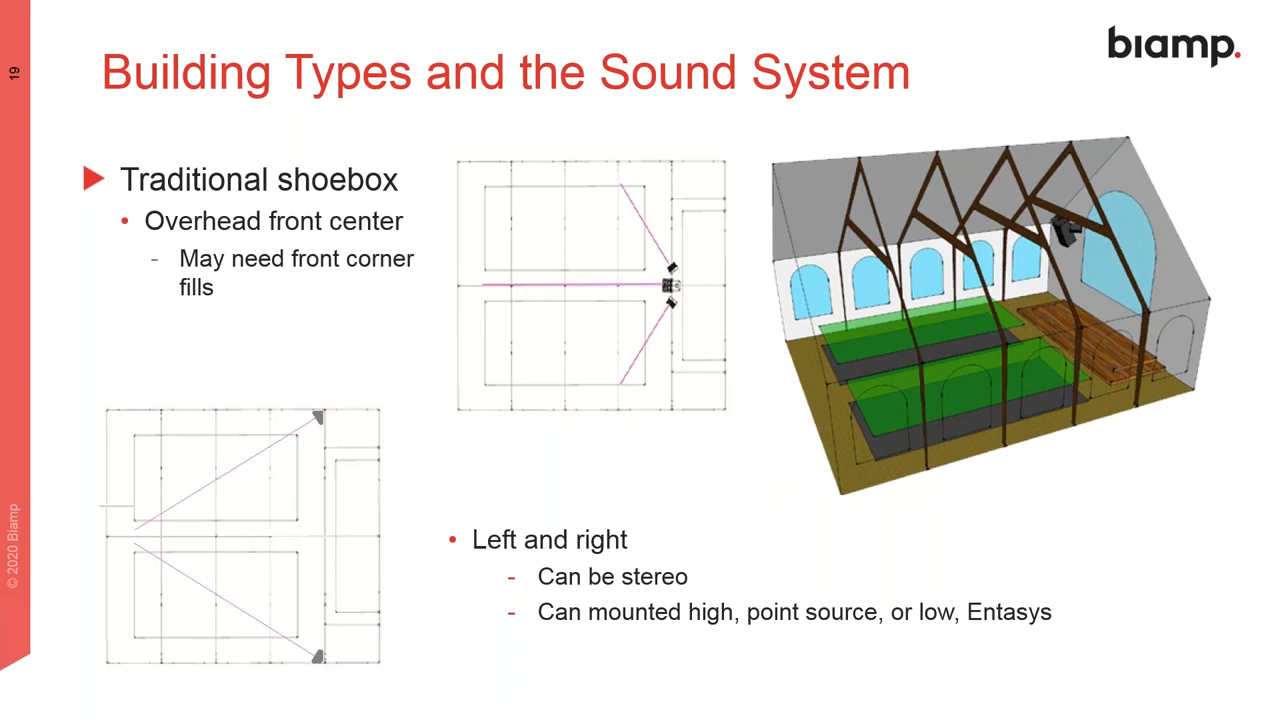 19
biamp.
Building Types and the Sound System
Traditional shoebox
• Overhead front center
- May need front corner
fills
• Left and right
- Can be stereo
- Can mounted high, point source, or low, Entasys
© 2020 Biamp